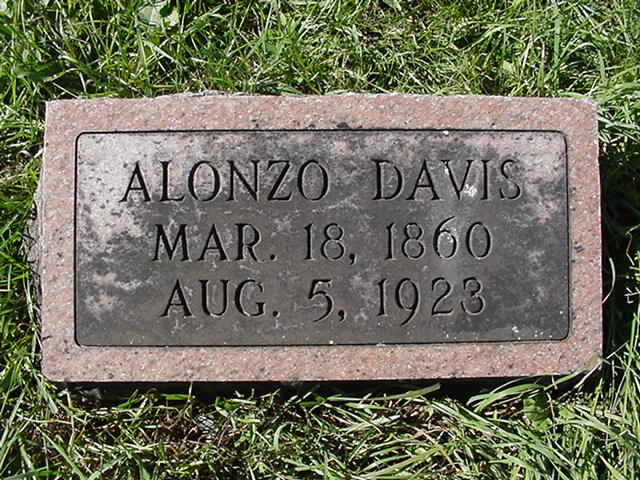 ALONZO DAVIS
MAR. 18, 1860
AUG. 5, 1923